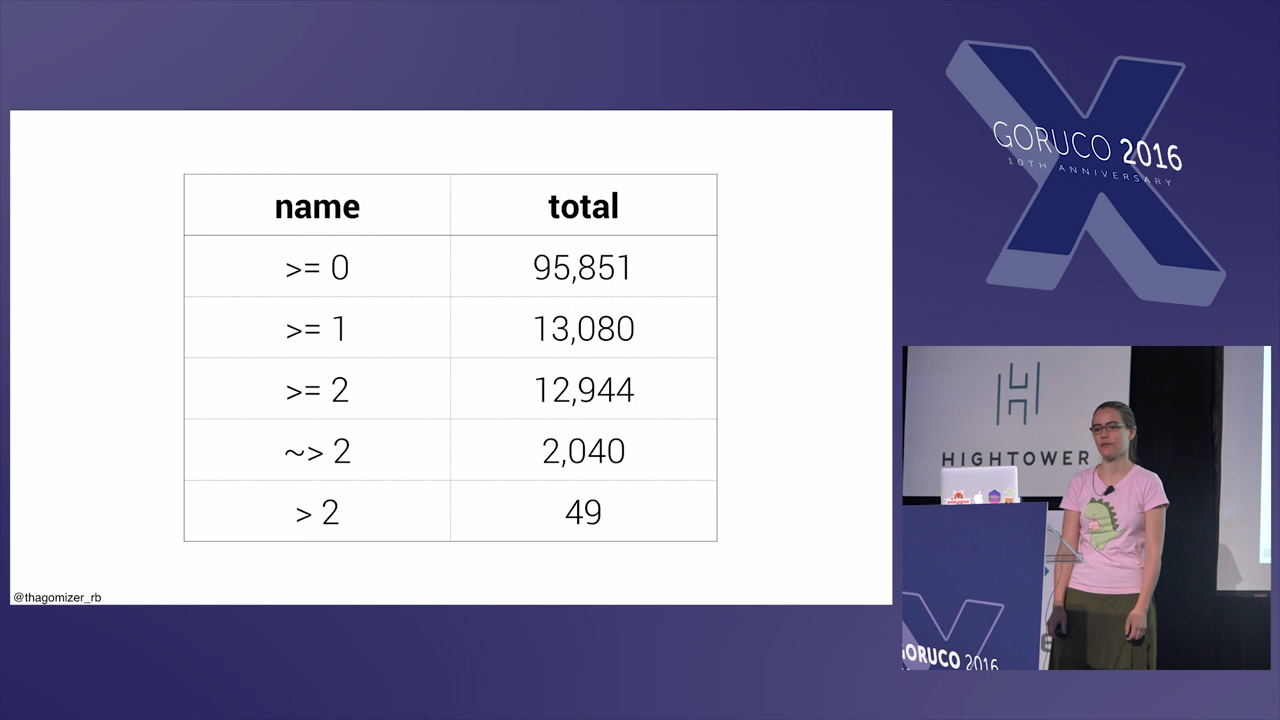 name total
>= 0 95,851
>= 1 13,080
>= 2 12,944
~> 2 2,040
> 2 49
@thagomizer_rb
GORUCO 2016
10TH ANNIVERSARY
HIGHTOWER
GORUCO 2016